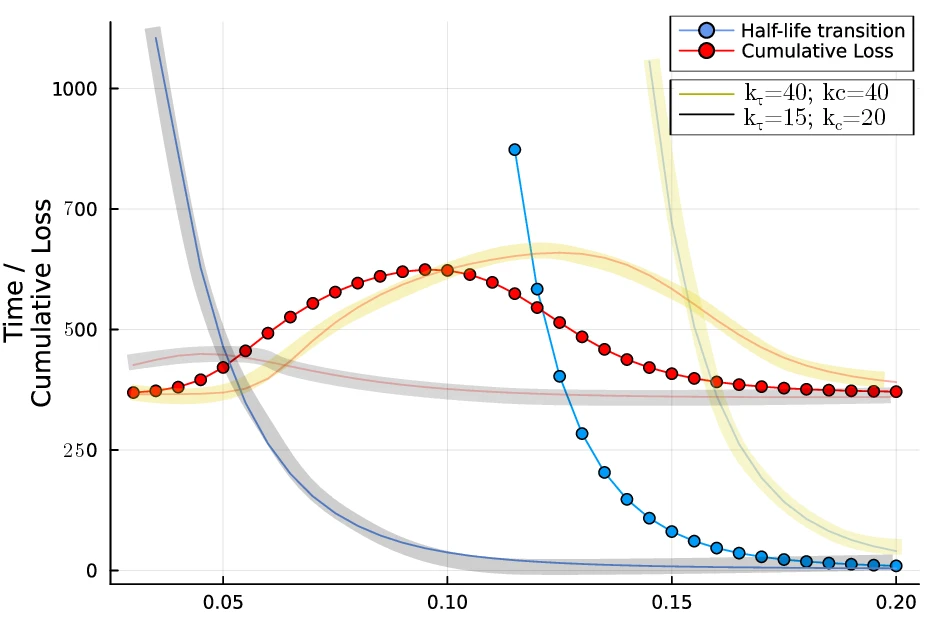 Half-life transition
Cumulative Loss
kτ=40; kc=40
kτ=15; kc=20
1000
700
500
250
0
Time /
Cumulative Loss
0.05
0.10
0.15
0.20